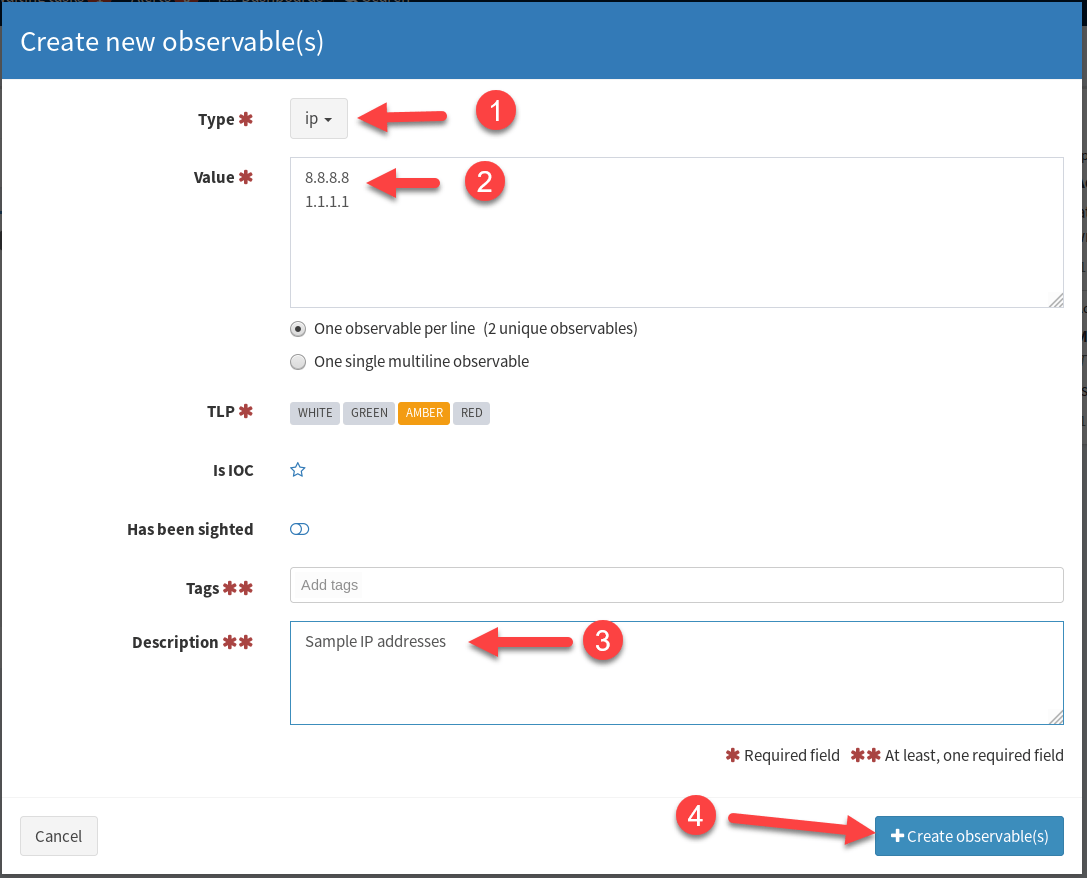 Create new observable(s)
Type ✱ ip 1
Value ✱ 8.8.8.8 2
1.1.1.1
One observable per line (2 unique observables)
One single multiline observable
TLP ✱ WHITE GREEN AMBER RED
Is IOC
Has been sighted
Tags ✱✱ Add tags
Description ✱✱ Sample IP addresses 3
✱ Required field ✱✱ At least, one required field
4
Cancel
Create observable(s)